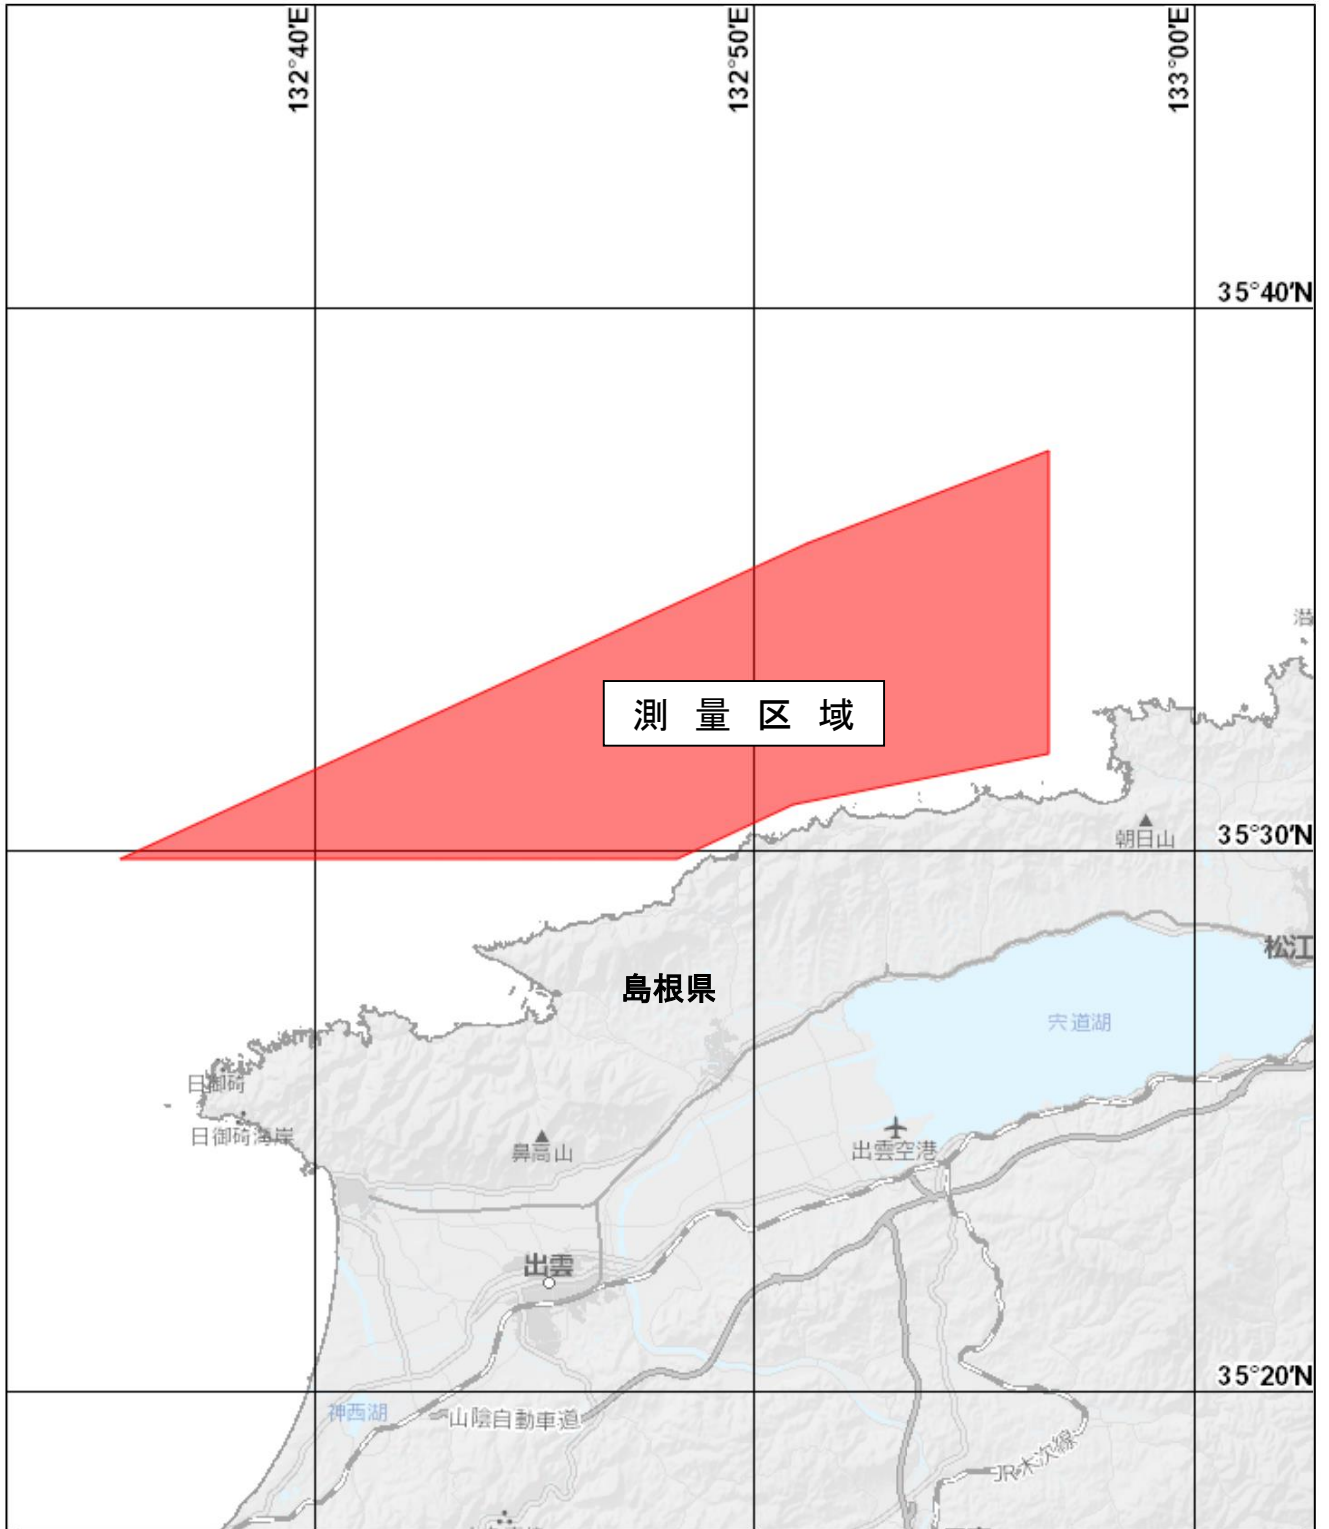 132°40′E
132°50′E
133°00′E
35°40′N
測 量 区 域
35°30′N
朝日山
松江
島根県
宍道湖
日御碕
日御碕海岸
鼻高山
出雲空港
出雲
35°20′N
神西湖
山陰自動車道
JR木次線